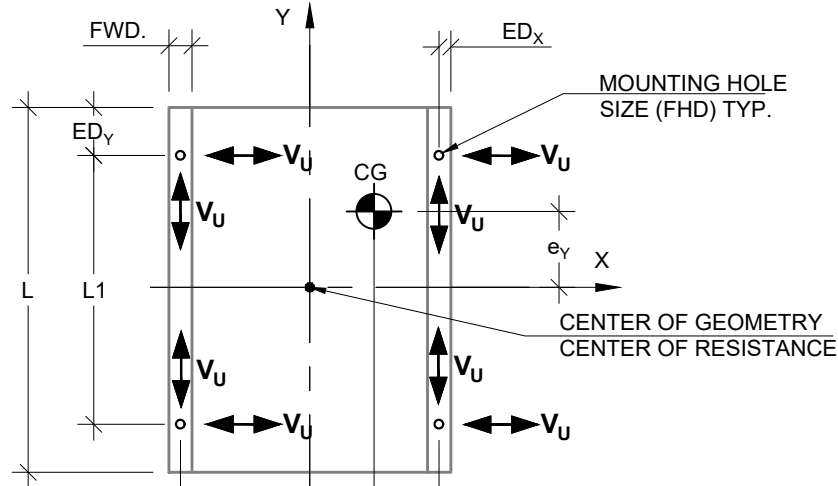 FWD.
Y
ED_X
MOUNTING HOLE
SIZE (FHD) TYP.
ED_Y
V_U
V_U
CG
V_U
V_U
e_Y
X
L
L1
CENTER OF GEOMETRY
CENTER OF RESISTANCE
V_U
V_U
V_U
V_U